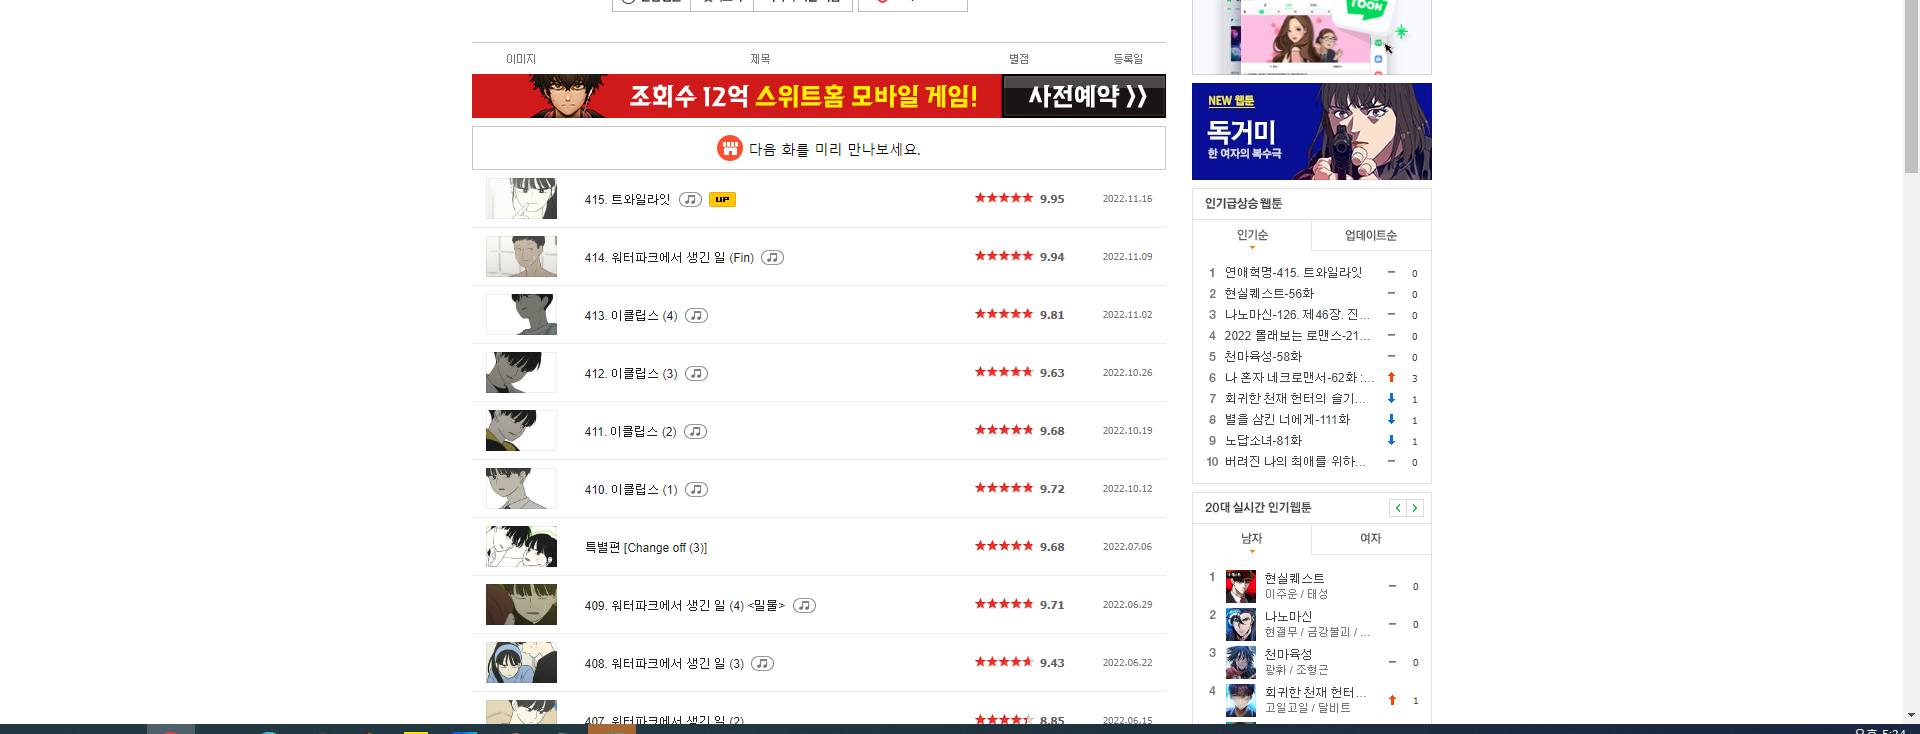 이미지 제목 별점 등록일
조회수 12억 스위트홈 모바일 게임! 사전예약 》
다음 화를 미리 만나보세요.
415. 트와일라잇 UP 9.95 2022.11.16
414. 워터파크에서 생긴 일 (Fin) 9.94 2022.11.09
413. 이클립스 (4) 9.81 2022.11.02
412. 이클립스 (3) 9.63 2022.10.26
411. 이클립스 (2) 9.68 2022.10.19
410. 이클립스 (1) 9.72 2022.10.12
특별편 [Change off (3)] 9.68 2022.07.06
409. 워터파크에서 생긴 일 (4) <밀물> 9.71 2022.06.29
408. 워터파크에서 생긴 일 (3) 9.43 2022.06.22
407. 워터파크에서 생긴 일 (2) 8.85 2022.06.15
TOON
NEW 웹툰
독거미
한 여자의 복수극
인기급상승 웹툰
인기순 업데이트순
1 연애혁명-415. 트와일라잇 0
2 현실퀘스트-56화 0
3 나노마신-126. 제46장. 진... 0
4 2022 몰래보는 로맨스-21... 0
5 천마육성-58화 0
6 나 혼자 네크로맨서-62화 :... 3
7 회귀한 천재 헌터의 슬기... 1
8 별을 삼킨 너에게-111화 1
9 노답소녀-81화 1
10 버려진 나의 최애를 위하... 0
20대 실시간 인기웹툰
남자 여자
1 현실퀘스트 0
이주운 / 태성
2 나노마신 0
현절무 / 금강불괴 / ...
3 천마육성 0
광휘 / 조형근
4 회귀한 천재 헌터... 1
고일고일 / 달비트
오후 5:24